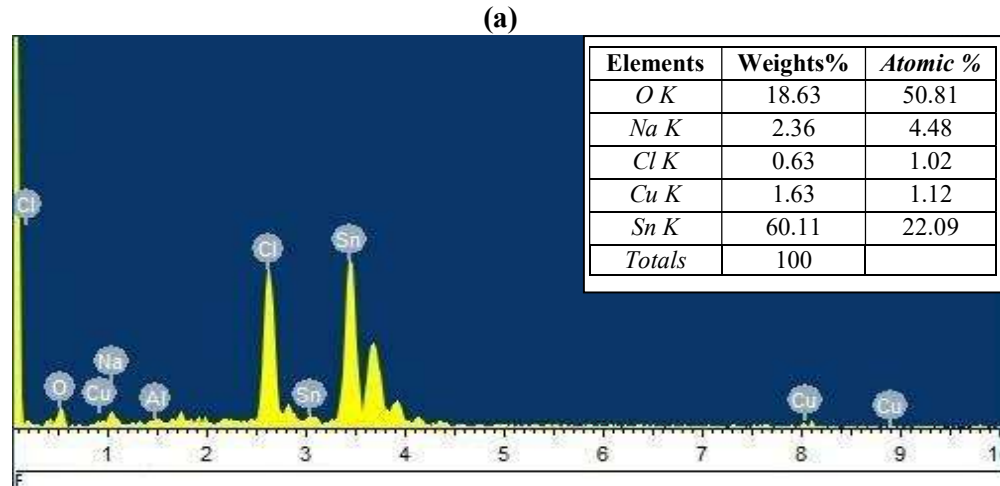 (a)
Elements Weights% Atomic %
O K 18.63 50.81
Na K 2.36 4.48
Cl K 0.63 1.02
Cu K 1.63 1.12
Sn K 60.11 22.09
Totals 100
Cl
Cl
Sn
Na
O
Cu
Al
Sn
Cu
Cu
1 2 3 4 5 6 7 8 9 1